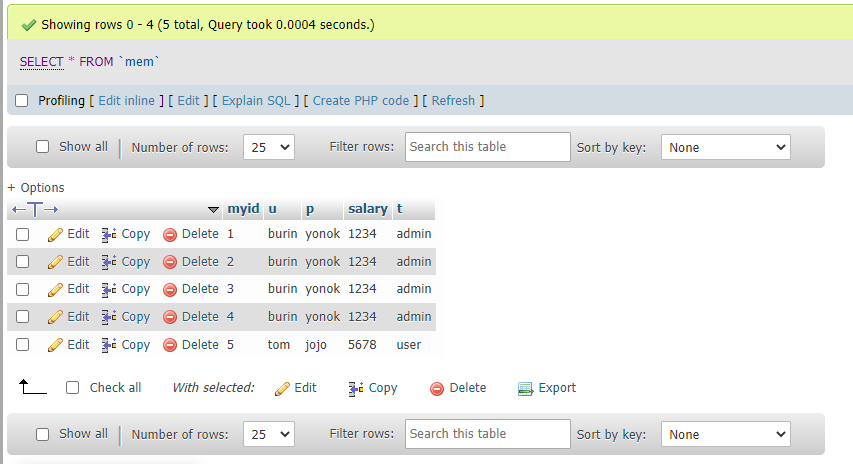 Showing rows 0 - 4 (5 total, Query took 0.0004 seconds.)
SELECT * FROM `mem`
Profiling [ Edit inline ] [ Edit ] [ Explain SQL ] [ Create PHP code ] [ Refresh ]
Show all Number of rows: 25 Filter rows: Search this table Sort by key: None
+ Options
myid u p salary t
Edit Copy Delete 1 burin yonok 1234 admin
Edit Copy Delete 2 burin yonok 1234 admin
Edit Copy Delete 3 burin yonok 1234 admin
Edit Copy Delete 4 burin yonok 1234 admin
Edit Copy Delete 5 tom jojo 5678 user
Check all With selected: Edit Copy Delete Export
Show all Number of rows: 25 Filter rows: Search this table Sort by key: None